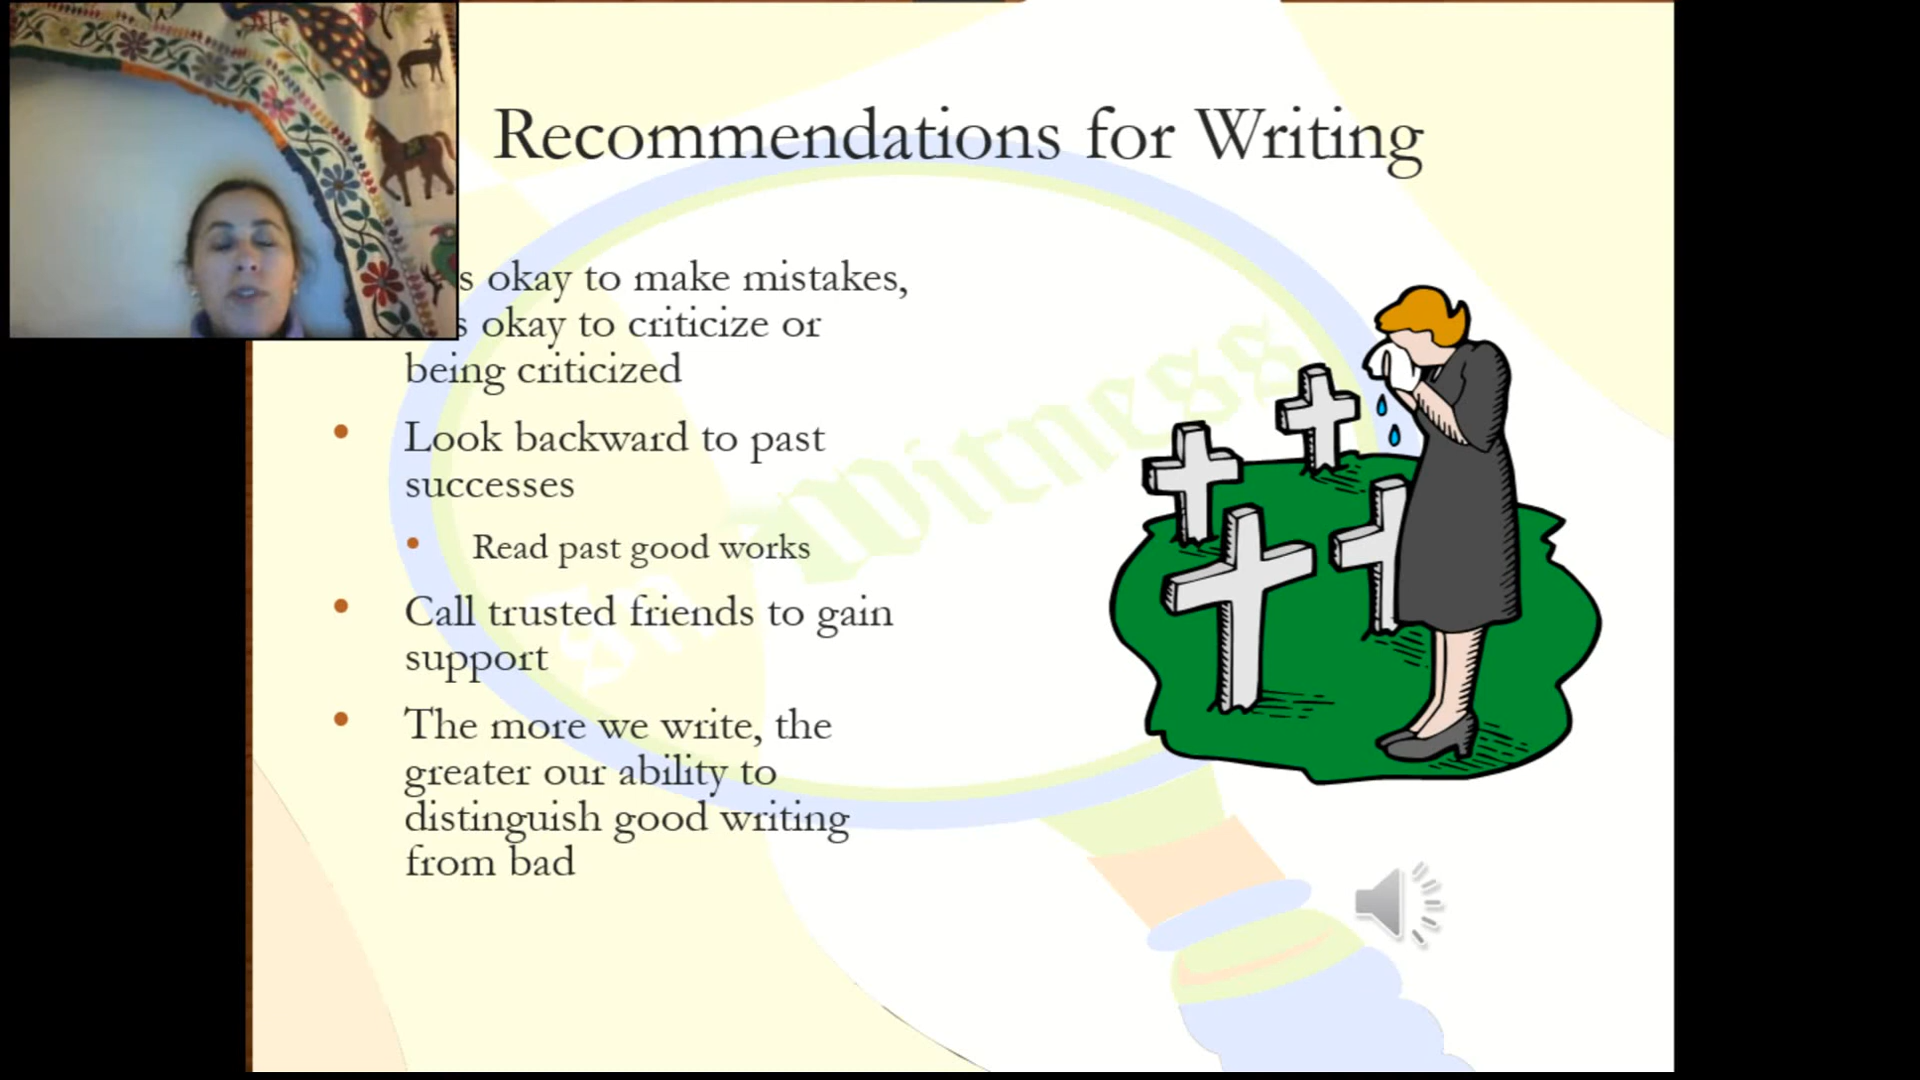 Recommendations for Writing
s okay to make mistakes,
s okay to criticize or
being criticized
Look backward to past
successes
Read past good works
Call trusted friends to gain
support
The more we write, the
greater our ability to
distinguish good writing
from bad
In Witness